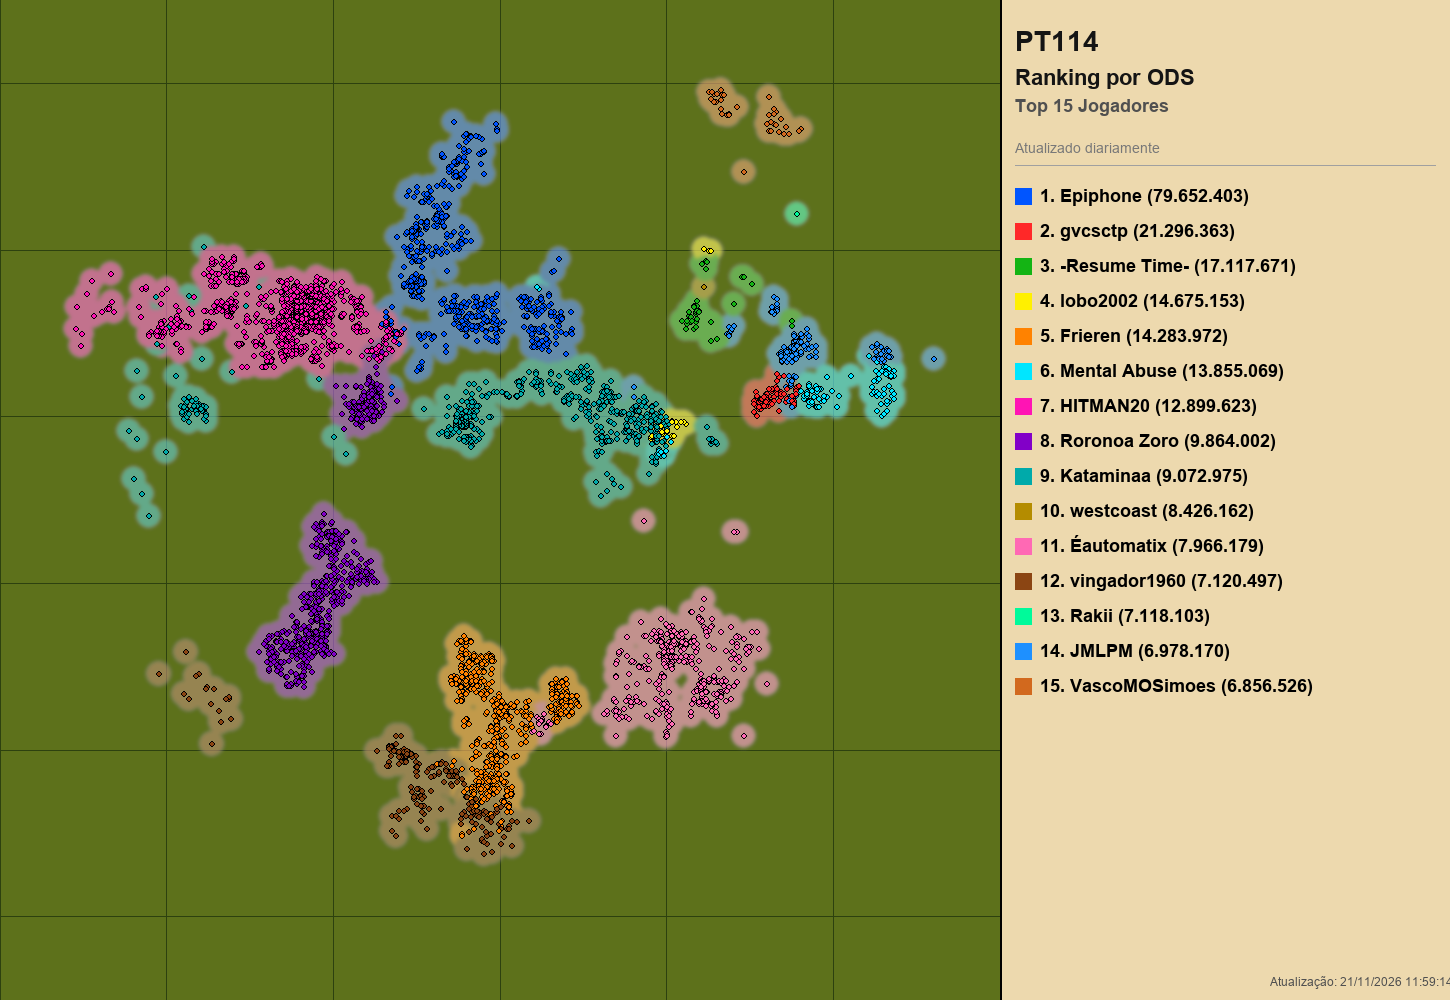 PT114
Ranking por ODS
Top 15 Jogadores
Atualizado diariamente
1. Epiphone (79.652.403)
2. gvcsctp (21.296.363)
3. -Resume Time- (17.117.671)
4. lobo2002 (14.675.153)
5. Frieren (14.283.972)
6. Mental Abuse (13.855.069)
7. HITMAN20 (12.899.623)
8. Roronoa Zoro (9.864.002)
9. Kataminaa (9.072.975)
10. westcoast (8.426.162)
11. Éautomatix (7.966.179)
12. vingador1960 (7.120.497)
13. Rakii (7.118.103)
14. JMLPM (6.978.170)
15. VascoMOSimoes (6.856.526)
Atualização: 21/11/2026 11:59:14